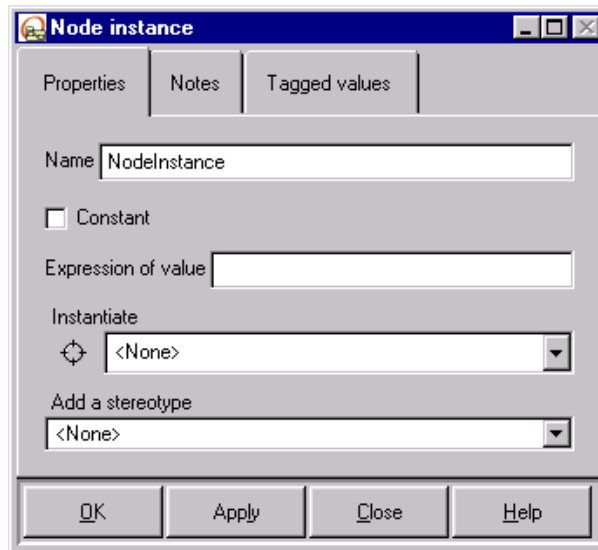 Node instance
Properties Notes Tagged values
Name NodeInstance
Constant
Expression of value
Instantiate
<None>
Add a stereotype
<None>
OK Apply Close Help